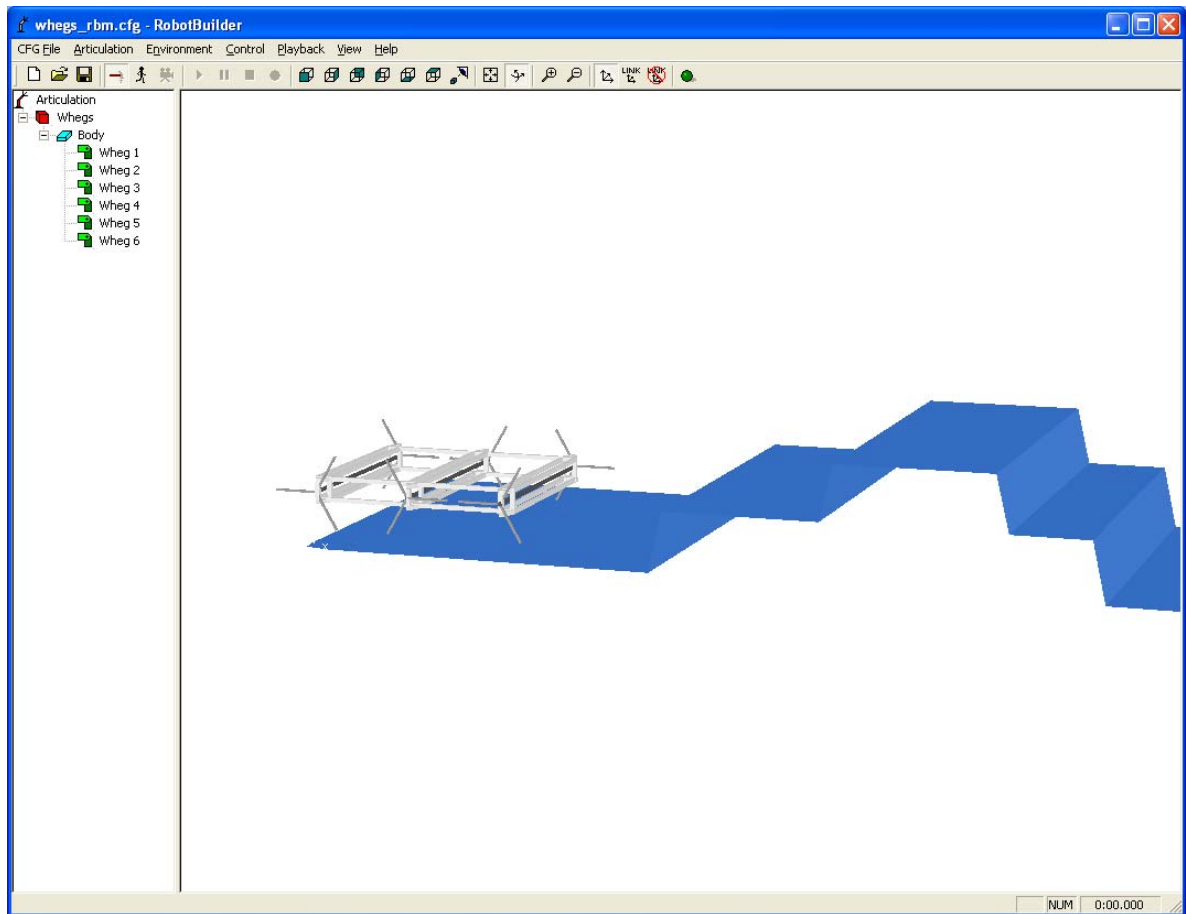 whegs_rbm.cfg - RobotBuilder
CFG File Articulation Environment Control Playback View Help
LINK
Articulation
Whegs
Body
Wheg 1
Wheg 2
Wheg 3
Wheg 4
Wheg 5
Wheg 6
X
NUM 0:00.000